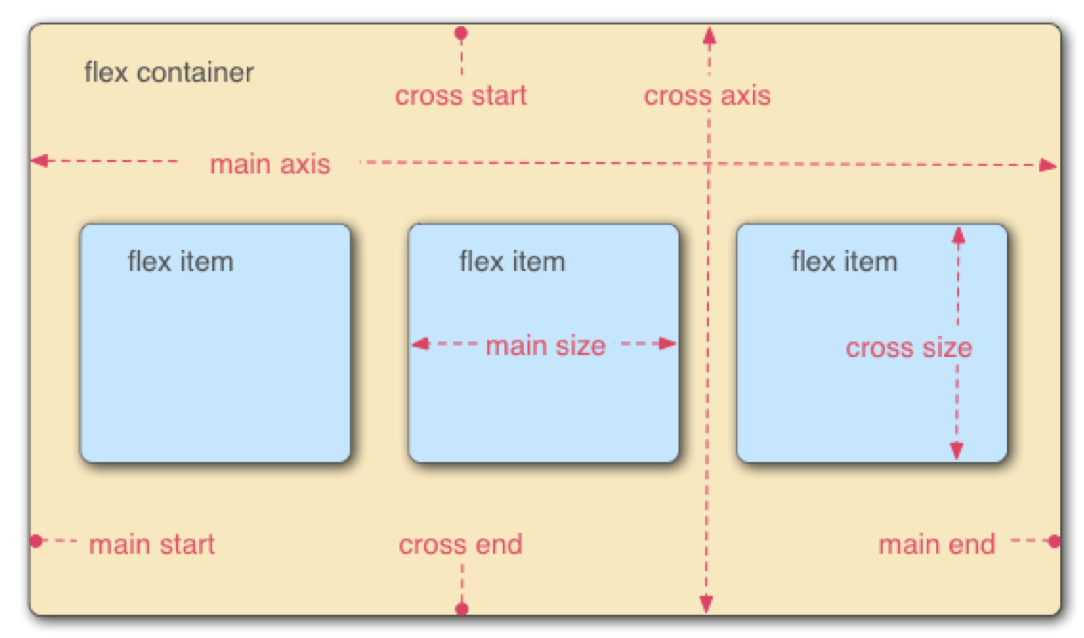 flex container
cross start
cross axis
main axis
flex item
flex item
flex item
main size
cross size
main start
cross end
main end